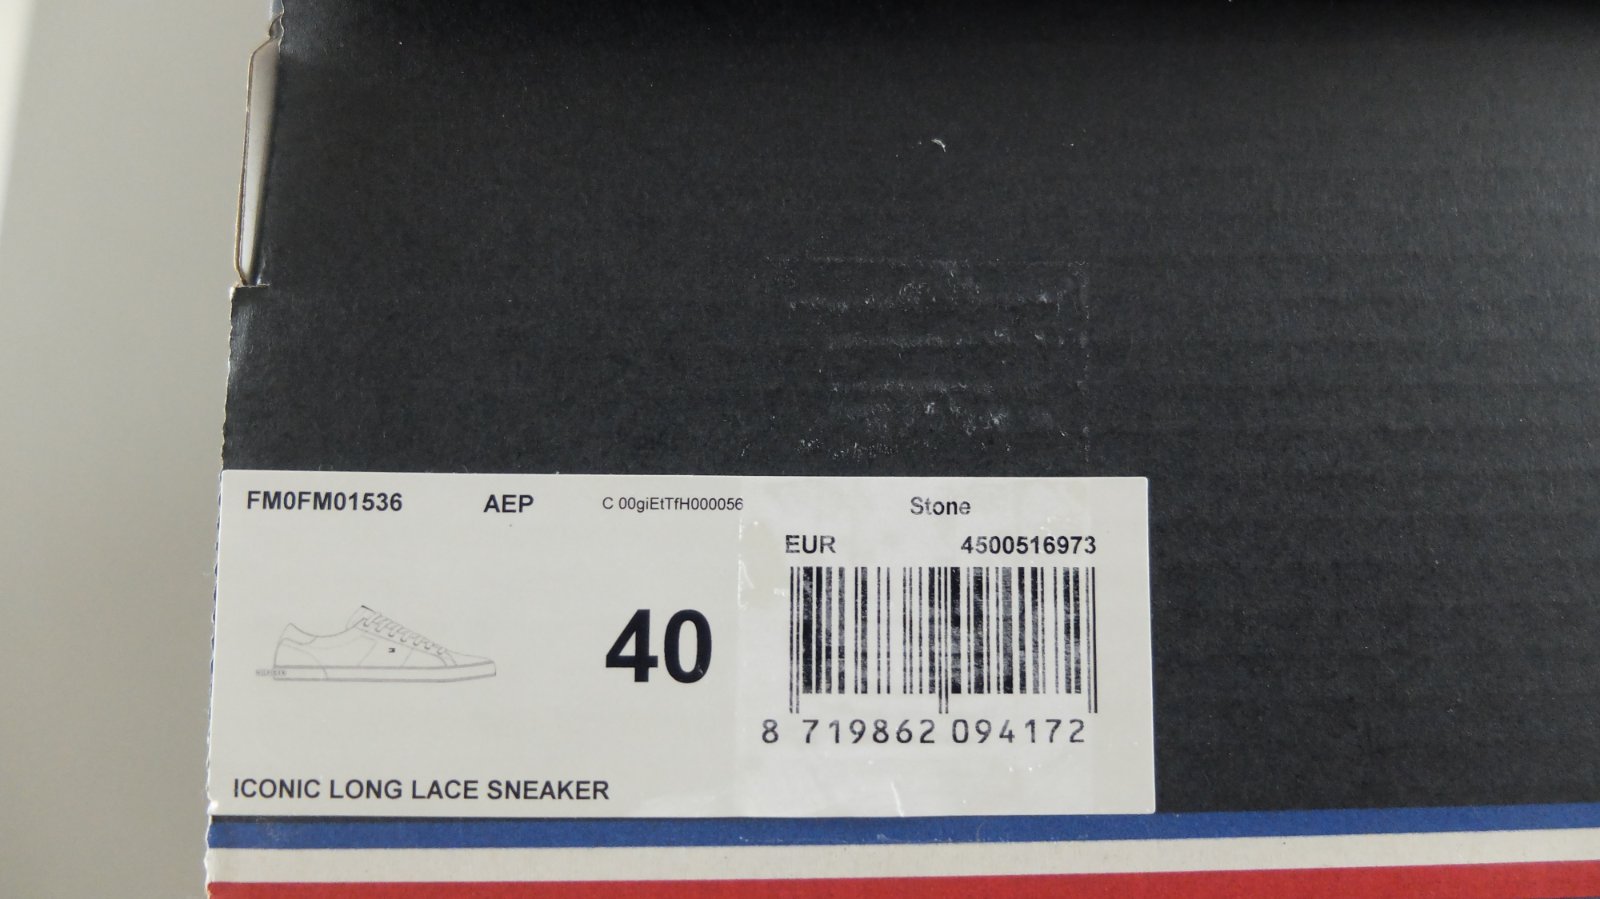 FM0FM01536 AEP C 00giEtTfH000056 Stone
EUR 4500516973
40
8 719862 094172
ICONIC LONG LACE SNEAKER